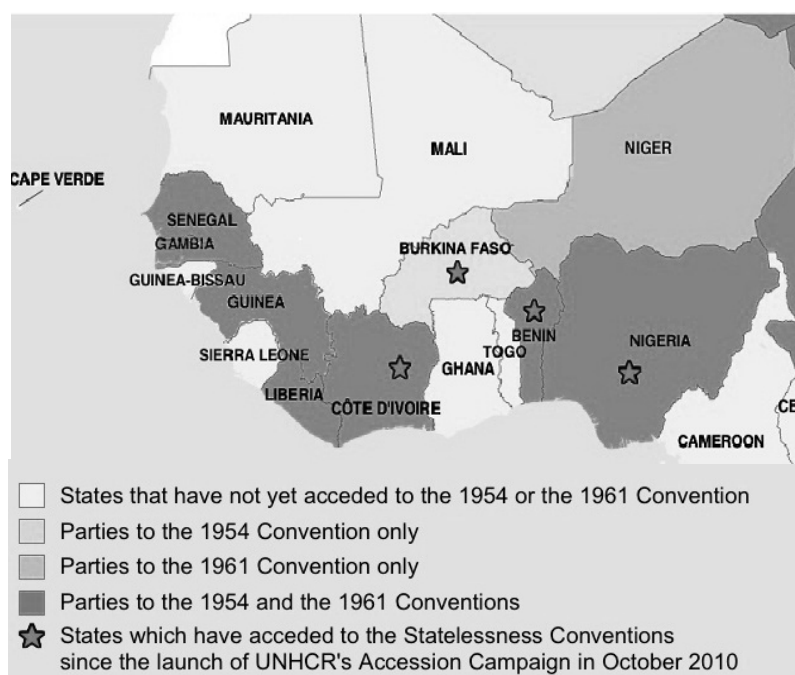 MAURITANIA
MALI
NIGER
CAPE VERDE
SENEGAL
GAMBIA
BURKINA FASO
GUINEA-BISSAU
GUINEA
BENIN
NIGERIA
SIERRA LEONE
TOGO
GHANA
LIBERIA
CÔTE D'IVOIRE
CE
CAMEROON
States that have not yet acceded to the 1954 or the 1961 Convention
Parties to the 1954 Convention only
Parties to the 1961 Convention only
Parties to the 1954 and the 1961 Conventions
States which have acceded to the Statelessness Conventions
since the launch of UNHCR's Accession Campaign in October 2010